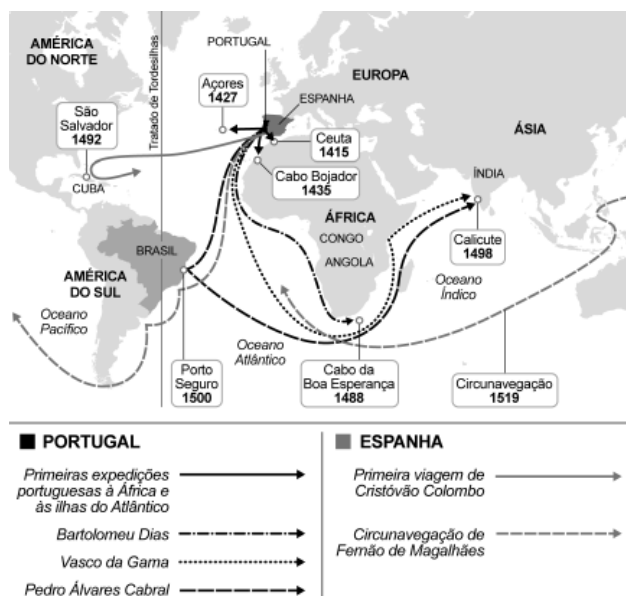 AMÉRICA
DO NORTE
PORTUGAL
EUROPA
Tratado de Tordesilhas
Açores
1427
ESPANHA
ÁSIA
São
Salvador
1492
Ceuta
1415
CUBA
Cabo Bojador
1435
ÍNDIA
ÁFRICA
CONGO
ANGOLA
Calicute
1498
BRASIL
AMÉRICA
DO SUL
Oceano
Índico
Oceano
Pacífico
Oceano
Atlântico
Porto
Seguro
1500
Cabo da
Boa Esperança
1488
Circunavegação
1519
PORTUGAL
Primeiras expedições
portuguesas à África e
às ilhas do Atlântico
Bartolomeu Dias
Vasco da Gama
Pedro Álvares Cabral
ESPANHA
Primeira viagem de
Cristóvão Colombo
Circunavegação de
Fernão de Magalhães